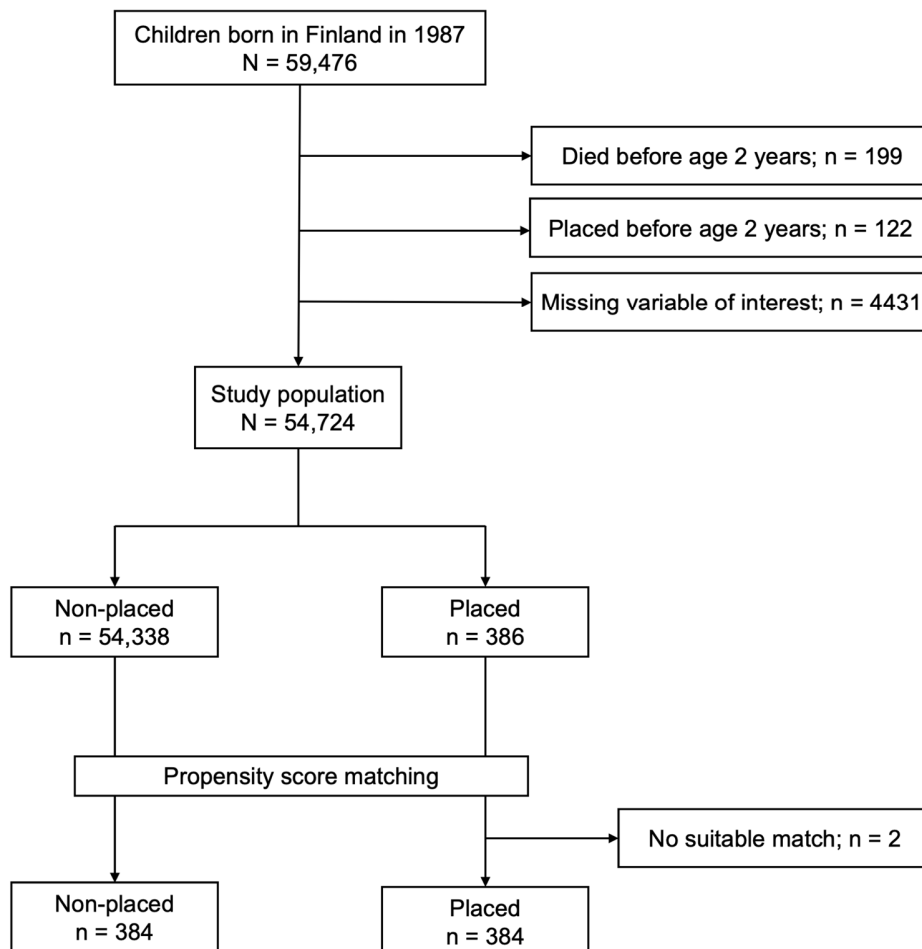 Children born in Finland in 1987
N = 59,476
Died before age 2 years; n = 199
Placed before age 2 years; n = 122
Missing variable of interest; n = 4431
Study population
N = 54,724
Non-placed
n = 54,338
Placed
n = 386
Propensity score matching
No suitable match; n = 2
Non-placed
n = 384
Placed
n = 384